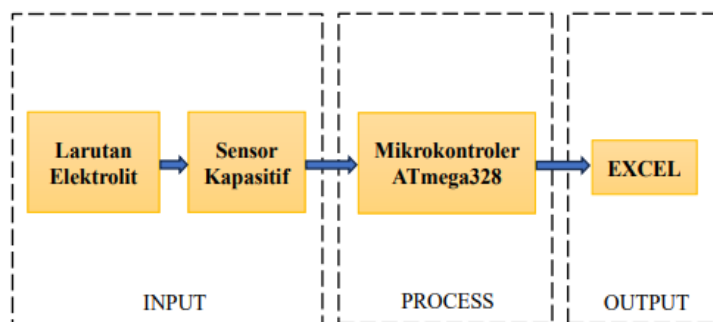 Larutan
Elektrolit
Sensor
Kapasitif
Mikrokontroler
ATmega328
EXCEL
INPUT
PROCESS
OUTPUT